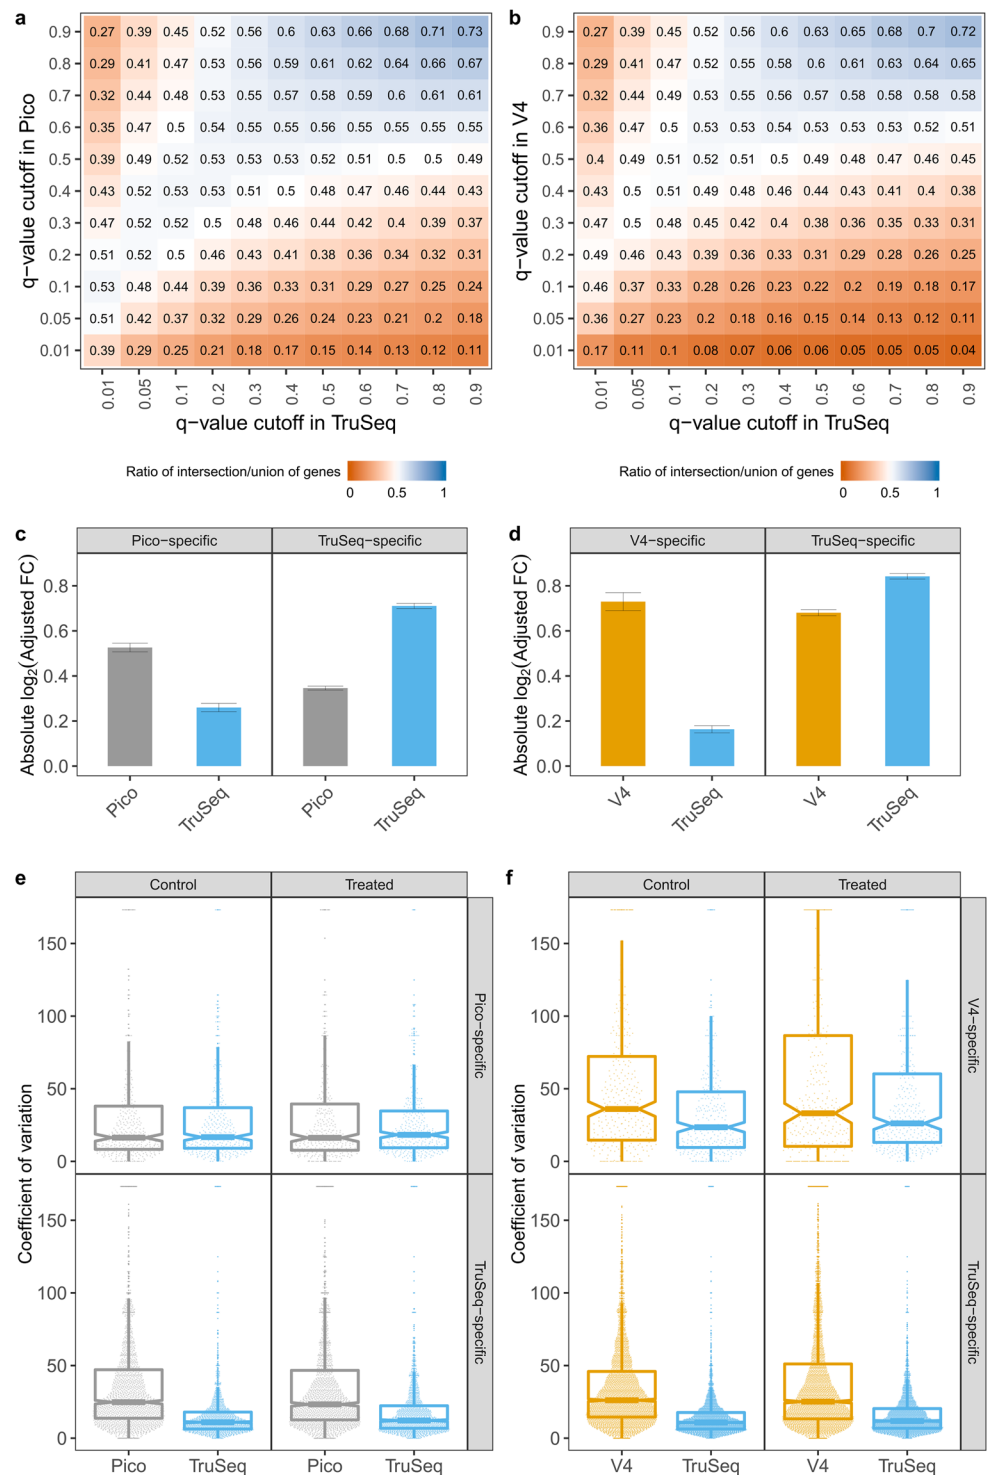 a
q−value cutoff in Pico
0.9 0.27 0.39 0.45 0.52 0.56 0.6 0.63 0.66 0.68 0.71 0.73
0.8 0.29 0.41 0.47 0.53 0.56 0.59 0.61 0.62 0.64 0.66 0.67
0.7 0.32 0.44 0.48 0.53 0.55 0.57 0.58 0.59 0.6 0.61 0.61
0.6 0.35 0.47 0.5 0.54 0.55 0.55 0.56 0.55 0.55 0.55 0.55
0.5 0.39 0.49 0.52 0.53 0.53 0.53 0.52 0.51 0.5 0.5 0.49
0.4 0.43 0.52 0.53 0.53 0.51 0.5 0.48 0.47 0.46 0.44 0.43
0.3 0.47 0.52 0.52 0.5 0.48 0.46 0.44 0.42 0.4 0.39 0.37
0.2 0.51 0.52 0.5 0.46 0.43 0.41 0.38 0.36 0.34 0.32 0.31
0.1 0.53 0.48 0.44 0.39 0.36 0.33 0.31 0.29 0.27 0.25 0.24
0.05 0.51 0.42 0.37 0.32 0.29 0.26 0.24 0.23 0.21 0.2 0.18
0.01 0.39 0.29 0.25 0.21 0.18 0.17 0.15 0.14 0.13 0.12 0.11
0.01 0.05 0.1 0.2 0.3 0.4 0.5 0.6 0.7 0.8 0.9
q−value cutoff in TruSeq
Ratio of intersection/union of genes
0 0.5 1
b
q−value cutoff in V4
0.9 0.27 0.39 0.45 0.52 0.56 0.6 0.63 0.65 0.68 0.7 0.72
0.8 0.29 0.41 0.47 0.52 0.55 0.58 0.6 0.61 0.63 0.64 0.65
0.7 0.32 0.44 0.49 0.53 0.55 0.56 0.57 0.58 0.58 0.58 0.58
0.6 0.36 0.47 0.5 0.53 0.53 0.54 0.53 0.53 0.53 0.52 0.51
0.5 0.4 0.49 0.51 0.52 0.51 0.5 0.49 0.48 0.47 0.46 0.45
0.4 0.43 0.5 0.51 0.49 0.48 0.46 0.44 0.43 0.41 0.4 0.38
0.3 0.47 0.5 0.48 0.45 0.42 0.4 0.38 0.36 0.35 0.33 0.31
0.2 0.49 0.46 0.43 0.39 0.36 0.33 0.31 0.29 0.28 0.26 0.25
0.1 0.46 0.37 0.33 0.28 0.26 0.23 0.22 0.2 0.19 0.18 0.17
0.05 0.36 0.27 0.23 0.2 0.18 0.16 0.15 0.14 0.13 0.12 0.11
0.01 0.17 0.11 0.1 0.08 0.07 0.06 0.06 0.05 0.05 0.05 0.04
0.01 0.05 0.1 0.2 0.3 0.4 0.5 0.6 0.7 0.8 0.9
q−value cutoff in TruSeq
Ratio of intersection/union of genes
0 0.5 1
c
Pico−specific TruSeq−specific
Absolute log2(Adjusted FC)
0.8
0.6
0.4
0.2
0.0
Pico TruSeq Pico TruSeq
d
V4−specific TruSeq−specific
Absolute log2(Adjusted FC)
0.8
0.6
0.4
0.2
0.0
V4 TruSeq V4 TruSeq
e
Control Treated
Coefficient of variation
150
100
50
0
Pico−specific
150
100
50
0
TruSeq−specific
Pico TruSeq Pico TruSeq
f
Control Treated
Coefficient of variation
150
100
50
0
V4−specific
150
100
50
0
TruSeq−specific
V4 TruSeq V4 TruSeq